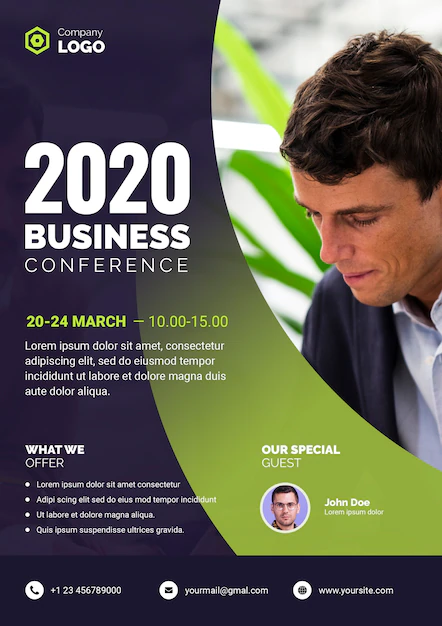 Company
LOGO
2020
BUSINESS
CONFERENCE
20-24 MARCH — 10.00-15.00
Lorem ipsum dolor sit amet, consectetur
adipiscing elit, sed do eiusmod tempor
incididunt ut labore et dolore magna duis
aute dolor aliqua.
WHAT WE
OFFER
Lorem ipsum dolor sit amet consectetur
Adipi scing elit sed do eius mod tempor incididunt
Ut labore et dolore magna aliqua.
Quis ipsum suspendisse ultrices gravida.
OUR SPECIAL
GUEST
John Doe
Lorem ipsum dolor
+1 23 456789000
yourmail@gmal.com
www.yoursite.com